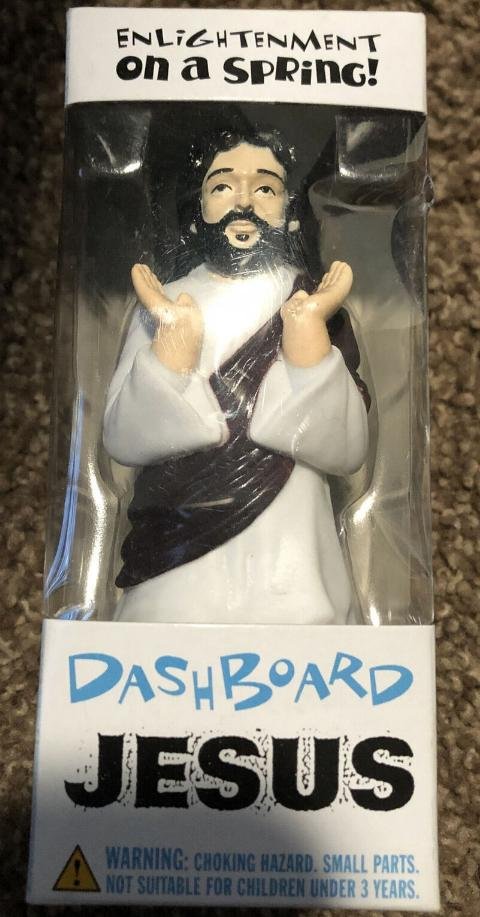 ENLIGHTENMENT
on a SPRING!
DASHBOARD
JESUS
WARNING: CHOKING HAZARD. SMALL PARTS.
NOT SUITABLE FOR CHILDREN UNDER 3 YEARS.